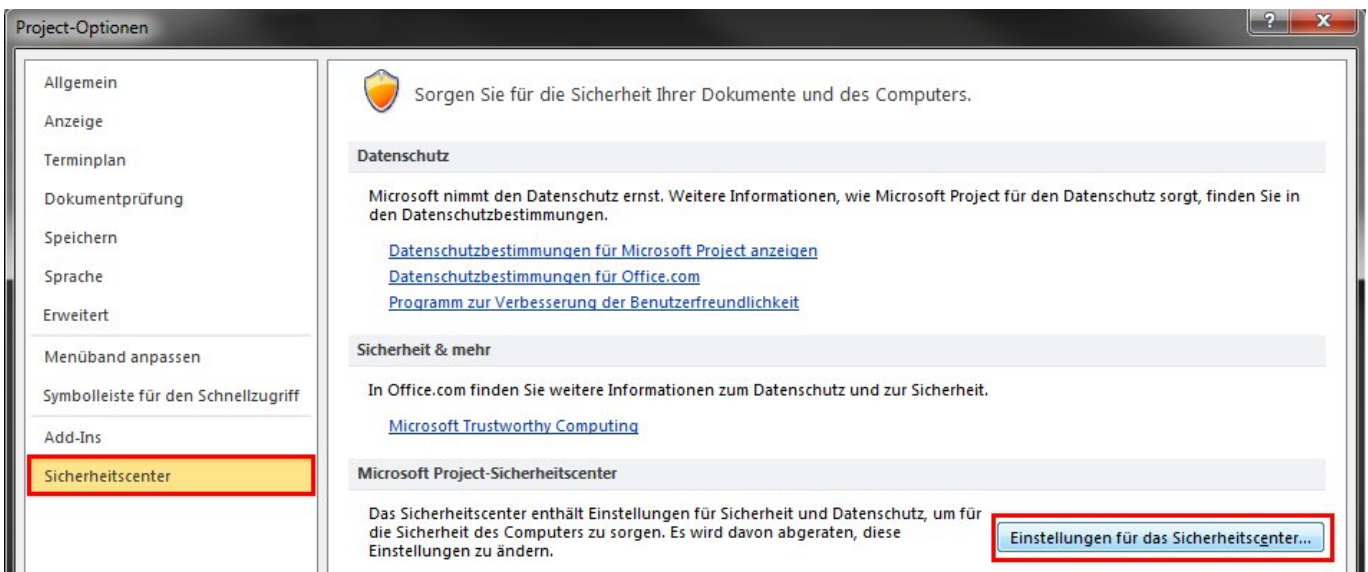 Project-Optionen
Allgemein
Anzeige
Terminplan
Dokumentprüfung
Speichern
Sprache
Erweitert
Menüband anpassen
Symbolleiste für den Schnellzugriff
Add-Ins
Sicherheitscenter
Sorgen Sie für die Sicherheit Ihrer Dokumente und des Computers.
Datenschutz
Microsoft nimmt den Datenschutz ernst. Weitere Informationen, wie Microsoft Project für den Datenschutz sorgt, finden Sie in
den Datenschutzbestimmungen.
Datenschutzbestimmungen für Microsoft Project anzeigen
Datenschutzbestimmungen für Office.com
Programm zur Verbesserung der Benutzerfreundlichkeit
Sicherheit & mehr
In Office.com finden Sie weitere Informationen zum Datenschutz und zur Sicherheit.
Microsoft Trustworthy Computing
Microsoft Project-Sicherheitscenter
Das Sicherheitscenter enthält Einstellungen für Sicherheit und Datenschutz, um für
die Sicherheit des Computers zu sorgen. Es wird davon abgeraten, diese
Einstellungen zu ändern.
Einstellungen für das Sicherheitscenter...